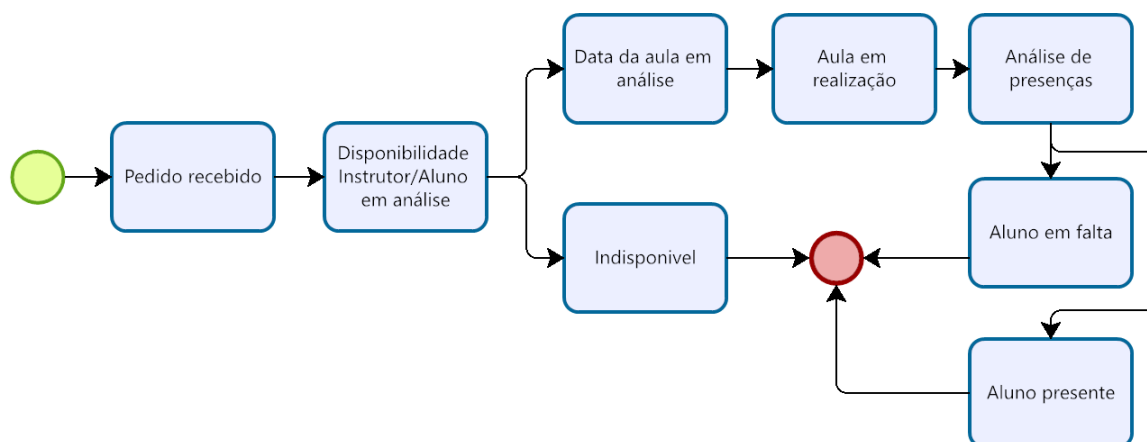 Pedido recebido
Disponibilidade
Instrutor/Aluno
em análise
Data da aula em
análise
Aula em
realização
Análise de
presenças
Indisponivel
Aluno em falta
Aluno presente